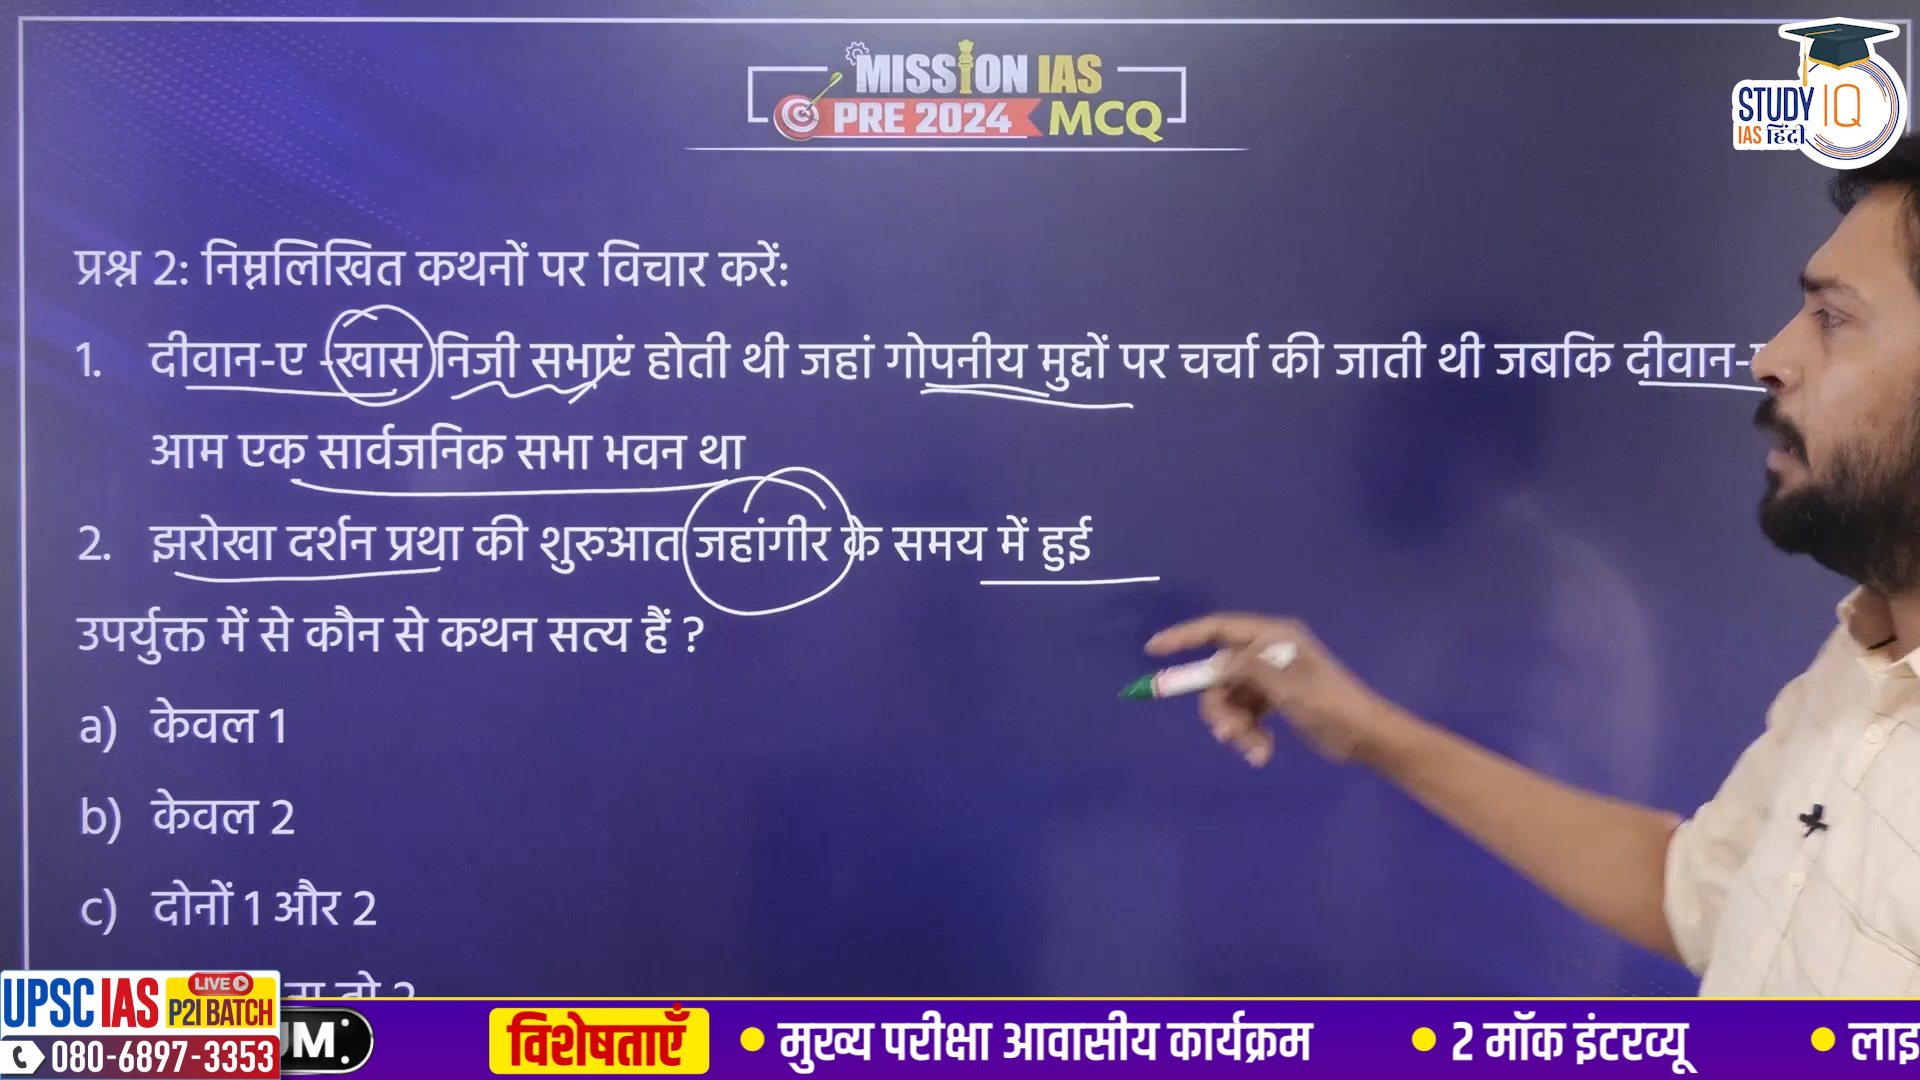 MISSION IAS
PRE 2024 MCQ
STUDY IQ
IAS हिंदी
प्रश्न 2: निम्नलिखित कथनों पर विचार करें:
1. दीवान-ए -खास निजी सभाएं होती थी जहां गोपनीय मुद्दों पर चर्चा की जाती थी जबकि दीवान-
आम एक सार्वजनिक सभा भवन था
2. झरोखा दर्शन प्रथा की शुरुआत जहांगीर के समय में हुई
उपर्युक्त में से कौन से कथन सत्य हैं ?
a) केवल 1
b) केवल 2
c) दोनों 1 और 2
UPSC IAS LIVE P2I BATCH
080-6897-3353
विशेषताएँ • मुख्य परीक्षा आवासीय कार्यक्रम • 2 मॉक इंटरव्यू •